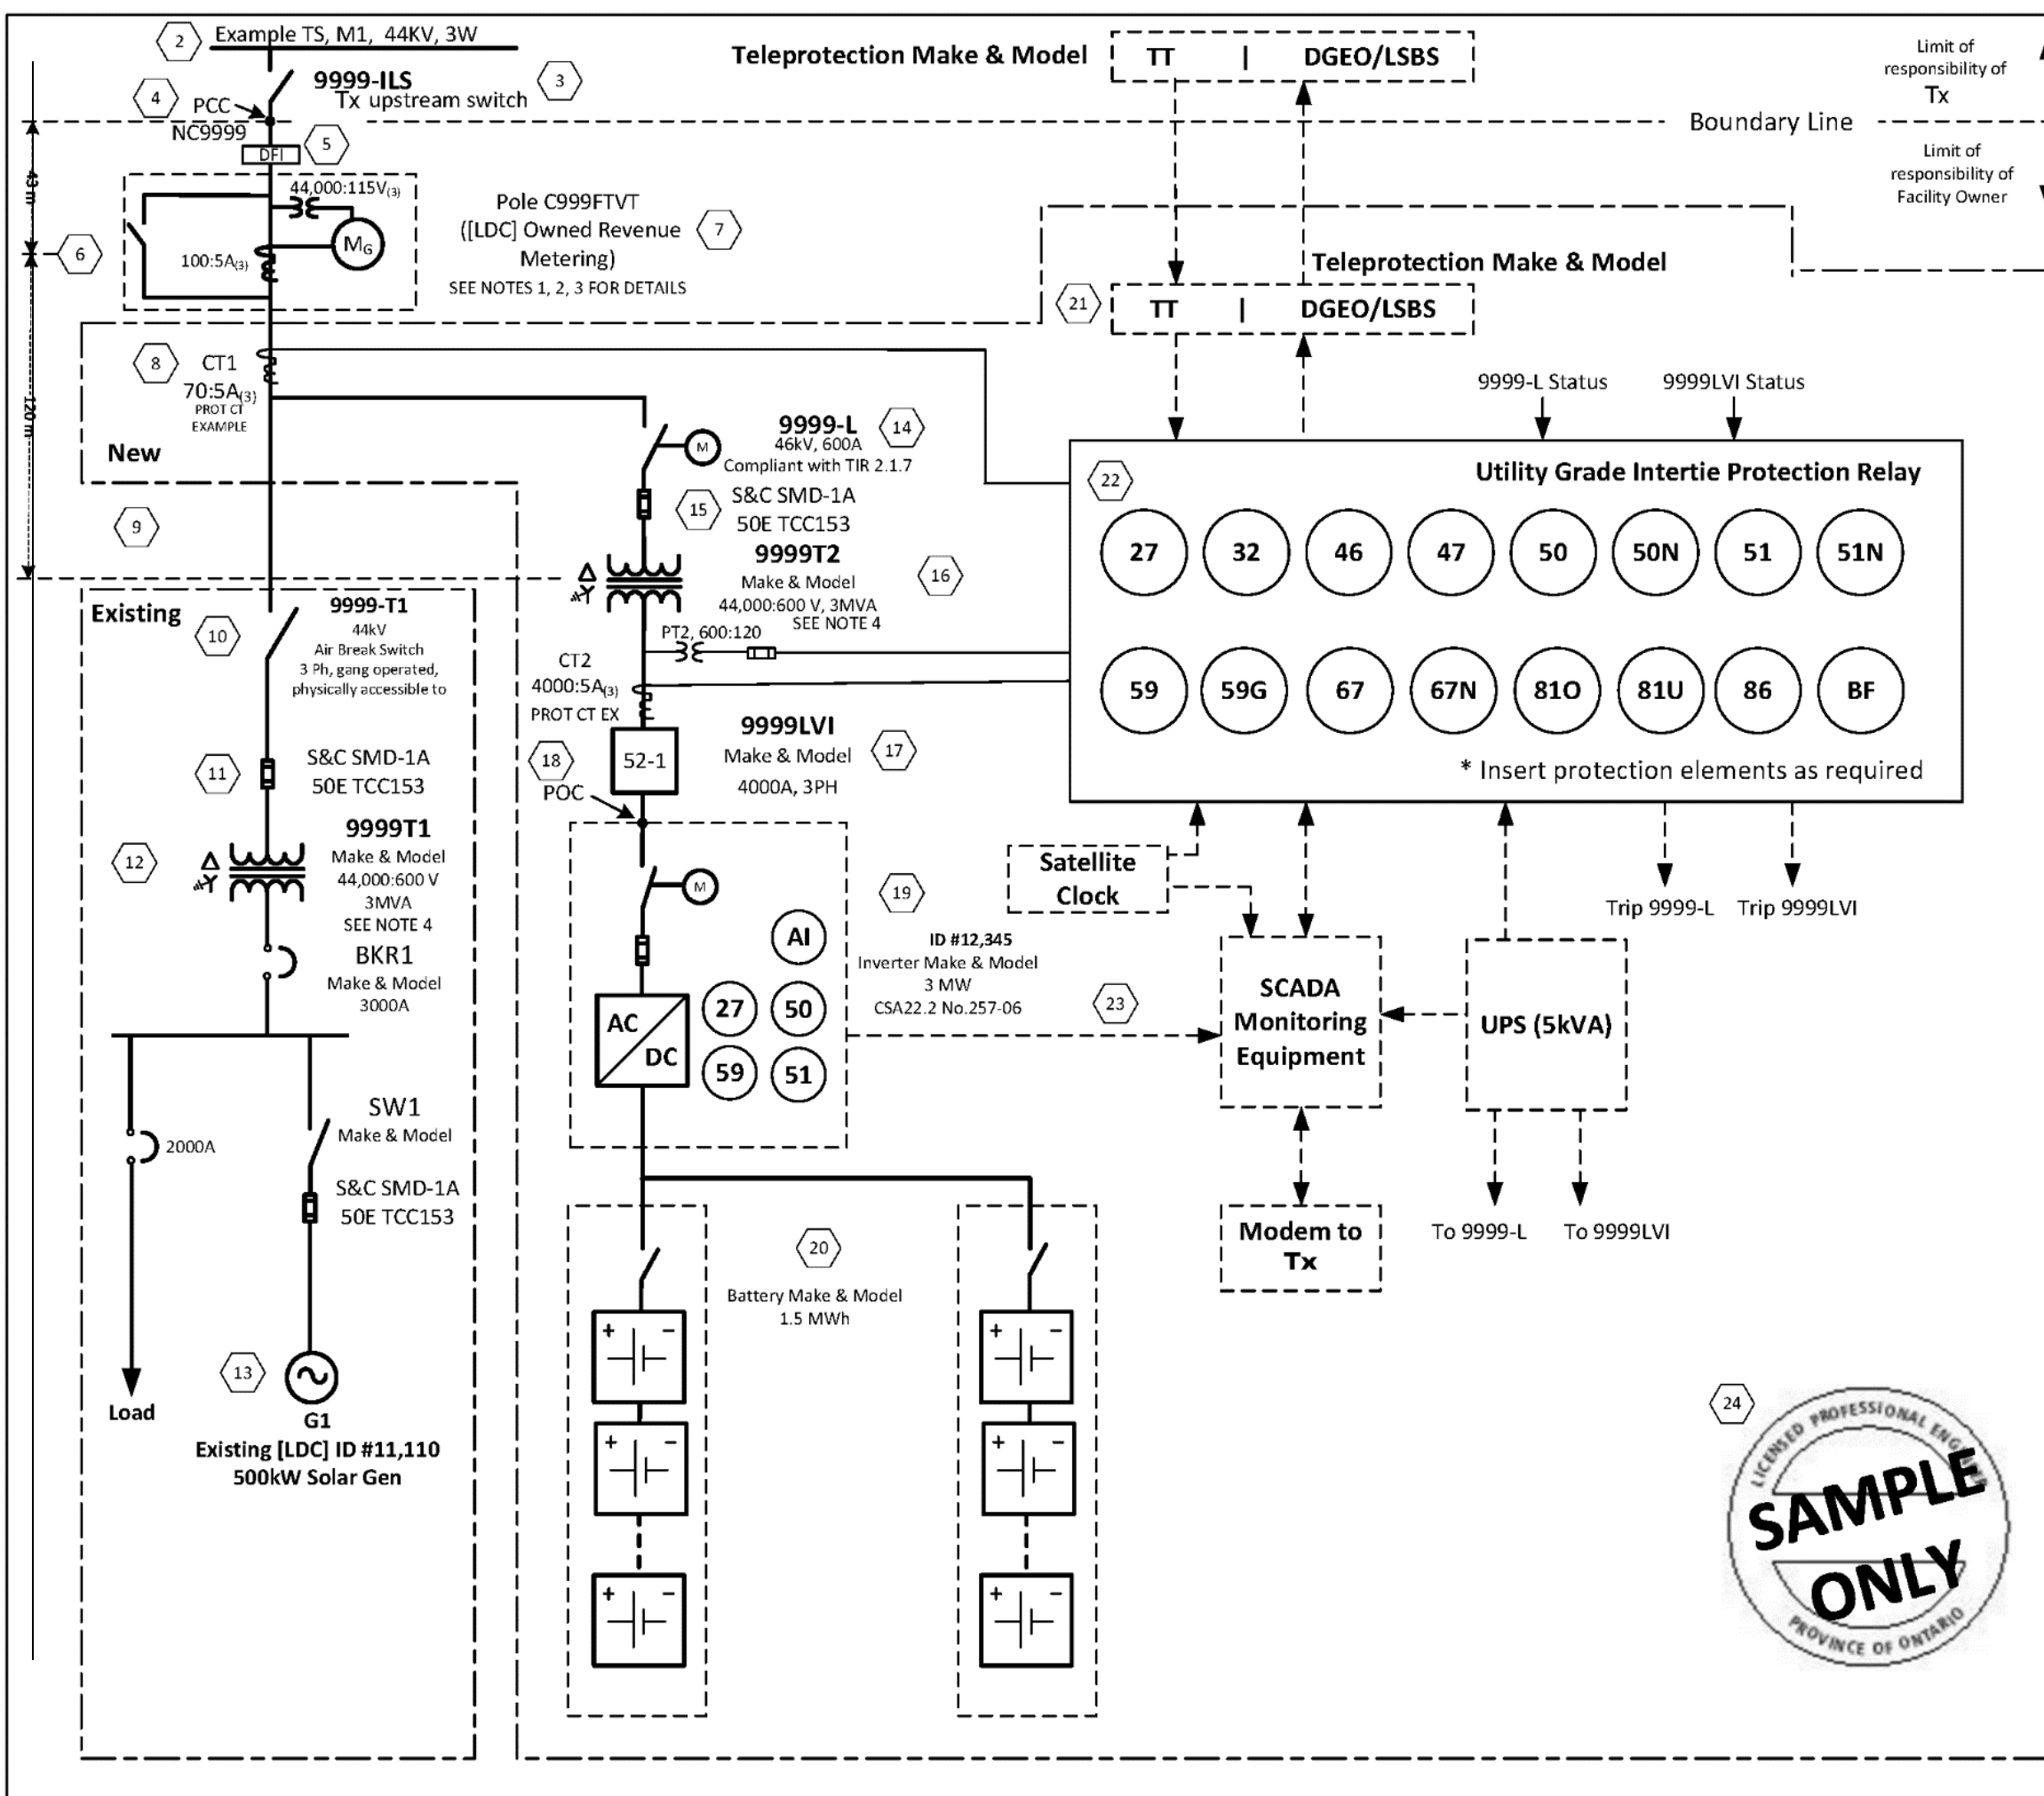 2
Example TS, M1, 44KV, 3W
9999-ILS
Tx upstream switch
3
4
PCC
NC9999
5
DFI
Teleprotection Make & Model
TT | DGEO/LSBS
Limit of
responsibility of
Tx
Boundary Line
Limit of
responsibility of
Facility Owner
43 m
44,000:115V(3)
MG
100:5A(3)
6
Pole C999FTVT
([LDC] Owned Revenue
Metering)
SEE NOTES 1, 2, 3 FOR DETAILS
7
Teleprotection Make & Model
21
TT | DGEO/LSBS
8
CT1
70:5A(3)
PROT CT
EXAMPLE
New
120 m
9
9999-L
46kV, 600A
Compliant with TIR 2.1.7
14
M
15
S&C SMD-1A
50E TCC153
9999T2
Make & Model
44,000:600 V, 3MVA
SEE NOTE 4
16
Δ
Y
PT2, 600:120
CT2
4000:5A(3)
PROT CT EX
9999LVI
Make & Model
4000A, 3PH
17
52-1
18
POC
9999-L Status
9999LVI Status
22
Utility Grade Intertie Protection Relay
27 32 46 47 50 50N 51 51N
59 59G 67 67N 81O 81U 86 BF
* Insert protection elements as required
Existing
10
9999-T1
44kV
Air Break Switch
3 Ph, gang operated,
physically accessible to
11
S&C SMD-1A
50E TCC153
12
Δ
Y
9999T1
Make & Model
44,000:600 V
3MVA
SEE NOTE 4
BKR1
Make & Model
3000A
2000A
SW1
Make & Model
S&C SMD-1A
50E TCC153
13
Load
G1
Existing [LDC] ID #11,110
500kW Solar Gen
M
AI
19
ID #12,345
Inverter Make & Model
3 MW
CSA22.2 No.257-06
AC
DC
27 50
59 51
20
Battery Make & Model
1.5 MWh
+ −
+ −
+ −
+ −
+ −
+ −
Satellite
Clock
23
SCADA
Monitoring
Equipment
UPS (5kVA)
Trip 9999-L
Trip 9999LVI
Modem to
Tx
To 9999-L
To 9999LVI
24
LICENSED PROFESSIONAL ENGINEER
SAMPLE
ONLY
PROVINCE OF ONTARIO